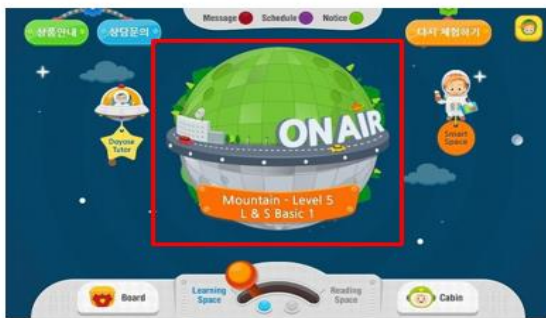 Message Schedule Notice
상품안내 상담문의 다시 체험하기
ON AIR
Doyose
Tutor
Smart
Space
Mountain - Level 5
L & S Basic 1
Board
Learning
Space
Reading
Space
Cabin